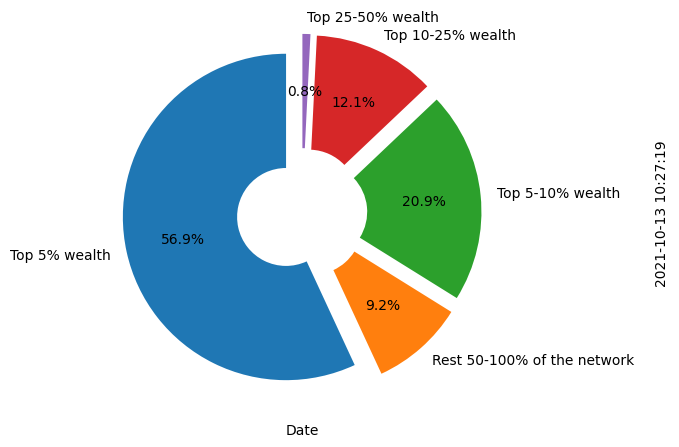 Top 25-50% wealth
Top 10-25% wealth
0.8%
12.1%
Top 5-10% wealth
20.9%
56.9%
Top 5% wealth
9.2%
Rest 50-100% of the network
Date
2021-10-13 10:27:19